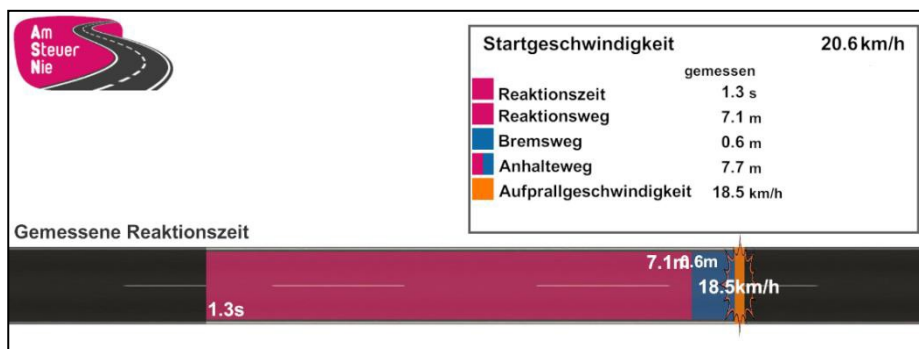 Am
Steuer
Nie
Startgeschwindigkeit 20.6 km/h
gemessen
Reaktionszeit 1.3 s
Reaktionsweg 7.1 m
Bremsweg 0.6 m
Anhalteweg 7.7 m
Aufprallgeschwindigkeit 18.5 km/h
Gemessene Reaktionszeit
7.1m 0.6m
18.5km/h
1.3s